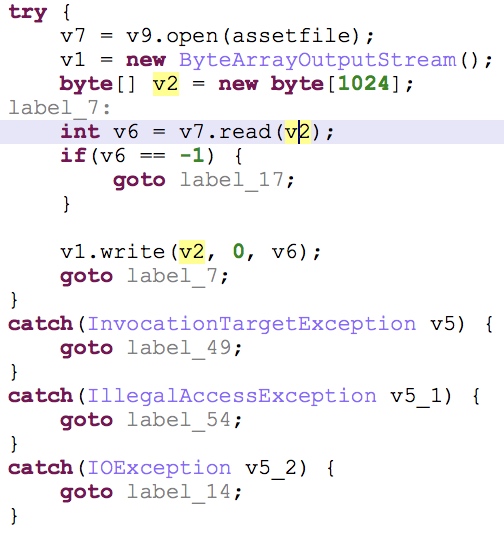 try {
    v7 = v9.open(assetfile);
    v1 = new ByteArrayOutputStream();
    byte[] v2 = new byte[1024];
label_7:
    int v6 = v7.read(v2);
    if(v6 == -1) {
        goto label_17;
    }

    v1.write(v2, 0, v6);
    goto label_7;
}
catch(InvocationTargetException v5) {
    goto label_49;
}
catch(IllegalAccessException v5_1) {
    goto label_54;
}
catch(IOException v5_2) {
    goto label_14;
}